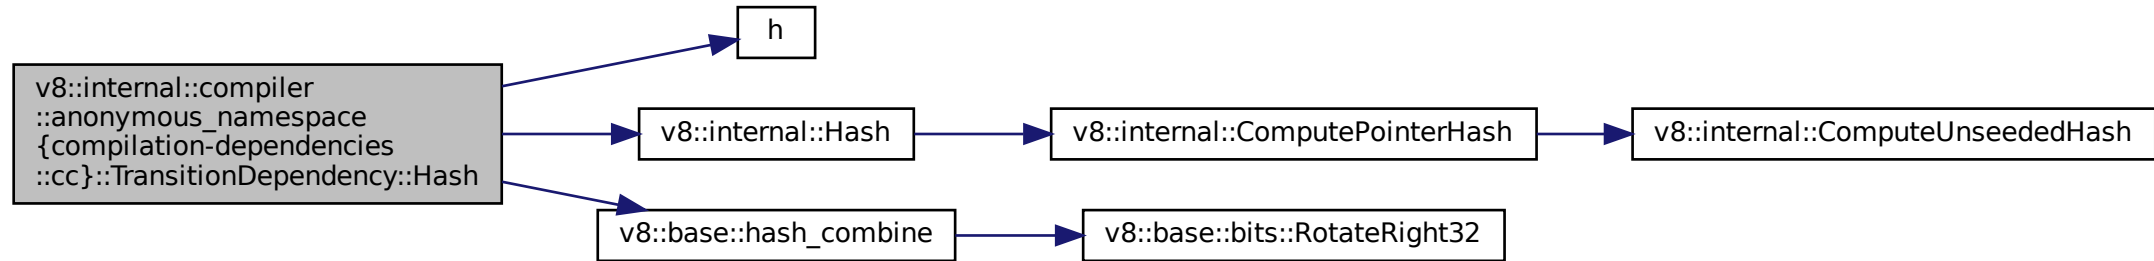 h
v8::internal::compiler
::anonymous_namespace
{compilation-dependencies
::cc}::TransitionDependency::Hash
v8::internal::Hash
v8::internal::ComputePointerHash
v8::internal::ComputeUnseededHash
v8::base::hash_combine
v8::base::bits::RotateRight32